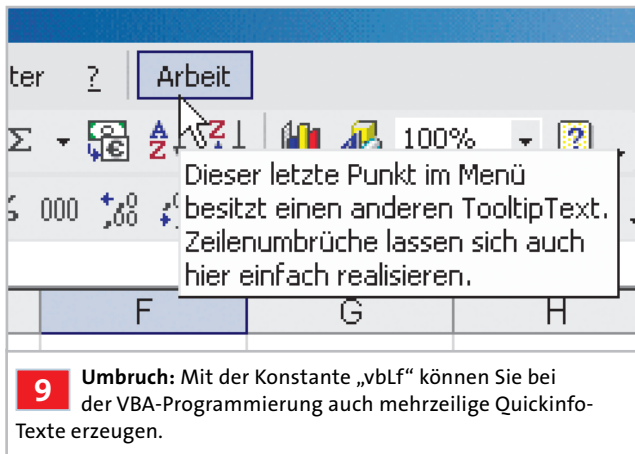 ter ? Arbeit
Σ A Z Z 100% ?
000 ,00
Dieser letzte Punkt im Menü
besitzt einen anderen TooltipText.
Zeilenumbrüche lassen sich auch
hier einfach realisieren.
F G H
9 Umbruch: Mit der Konstante „vbLf“ können Sie bei
der VBA-Programmierung auch mehrzeilige Quickinfo-
Texte erzeugen.